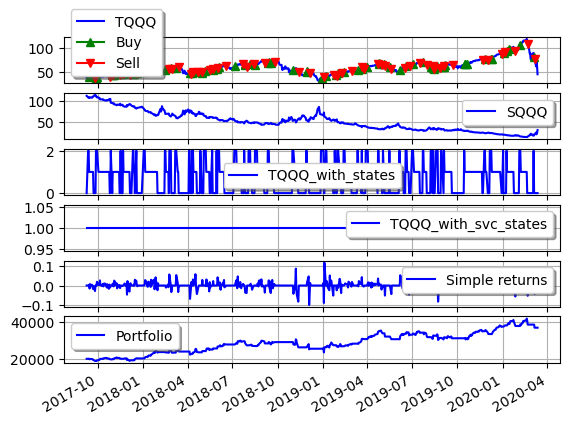 TQQQ
Buy
Sell
100
50
SQQQ
100
50
TQQQ_with_states
2
0
TQQQ_with_svc_states
1.05
1.00
0.95
Simple returns
0.1
0.0
-0.1
Portfolio
40000
20000
2017-10 2018-01 2018-04 2018-07 2018-10 2019-01 2019-04 2019-07 2019-10 2020-01 2020-04